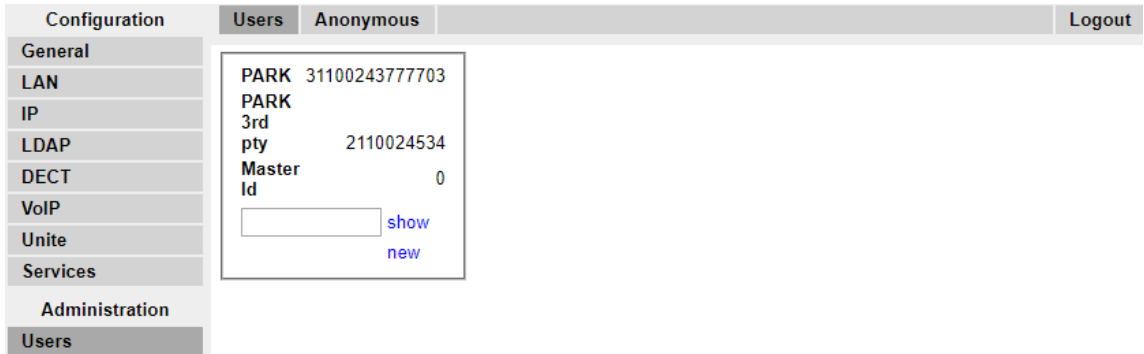 Configuration
General
LAN
IP
LDAP
DECT
VoIP
Unite
Services
Administration
Users
Users Anonymous Logout
PARK 31100243777703
PARK
3rd
pty 2110024534
Master
Id 0
show
new